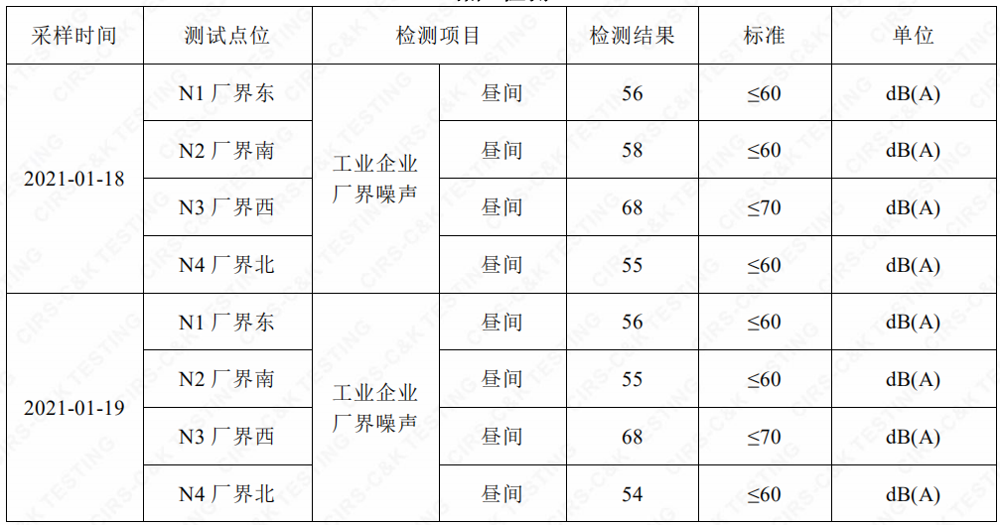 采样时间 测试点位 检测项目 检测结果 标准 单位
2021-01-18 N1 厂界东 工业企业厂界噪声 昼间 56 ≤60 dB(A)
N2 厂界南 昼间 58 ≤60 dB(A)
N3 厂界西 昼间 68 ≤70 dB(A)
N4 厂界北 昼间 55 ≤60 dB(A)
2021-01-19 N1 厂界东 工业企业厂界噪声 昼间 56 ≤60 dB(A)
N2 厂界南 昼间 55 ≤60 dB(A)
N3 厂界西 昼间 68 ≤70 dB(A)
N4 厂界北 昼间 54 ≤60 dB(A)
CIRS-C&K TESTING